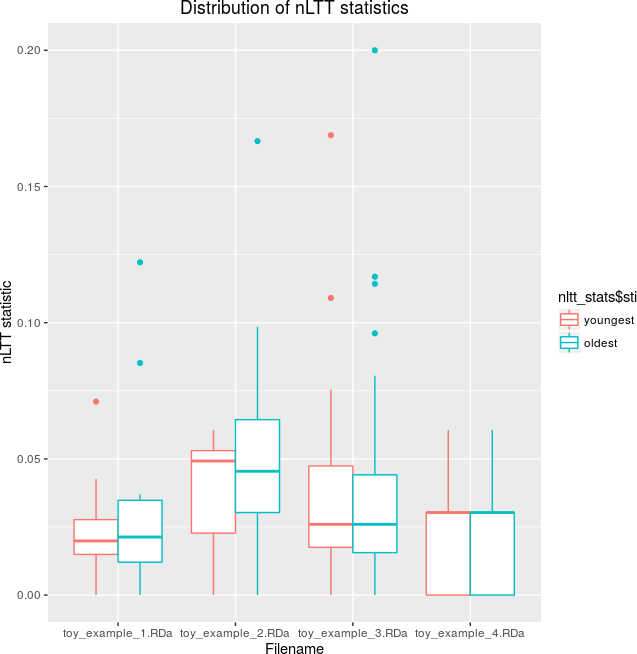 Distribution of nLTT statistics
0.20
0.15
0.10
0.05
0.00
nLTT statistic
toy_example_1.RDa toy_example_2.RDa toy_example_3.RDa toy_example_4.RDa
Filename
nltt_stats$sti
youngest
oldest